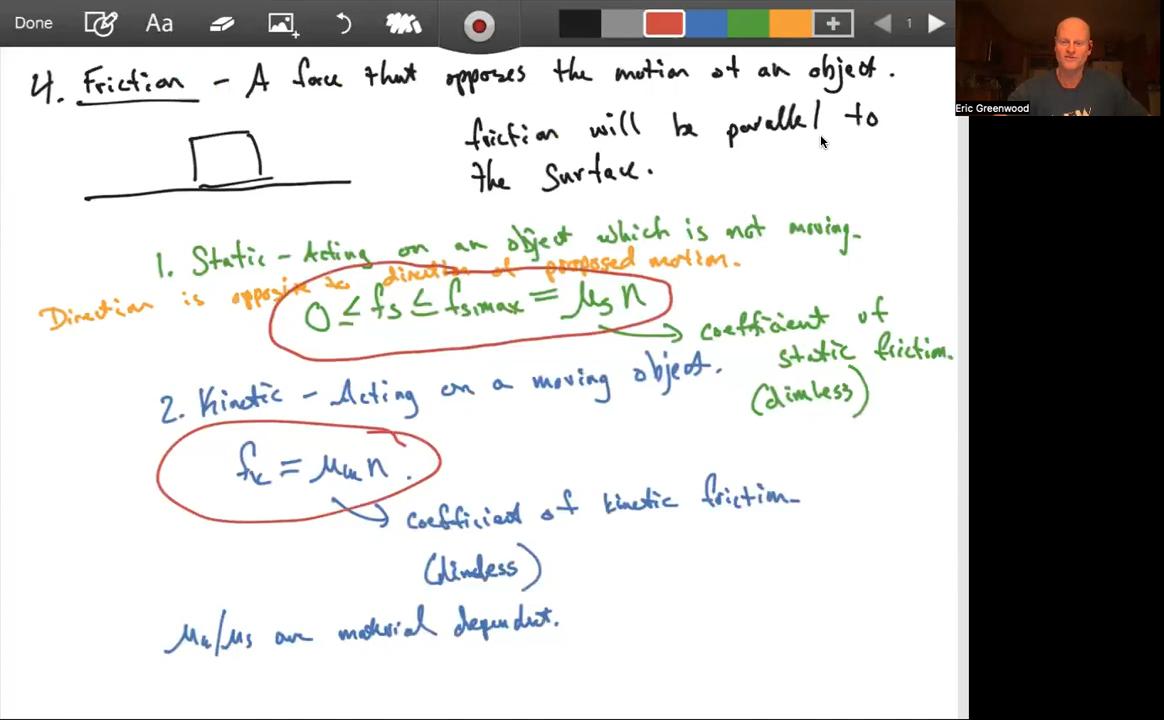 Done
Aa
1
Eric Greenwood
4. Friction - A force that opposes the motion of an object.
friction will be parallel to
the surface.
1. Static - Acting on an object which is not moving.
Direction is opposite to direction of proposed motion.
0 ≤ fs ≤ fs,max = μs n
coefficient of
static friction.
(dimless)
2. Kinetic - Acting on a moving object.
fk = μk n.
coefficient of kinetic friction.
(dimless)
μk/μs are material dependent.